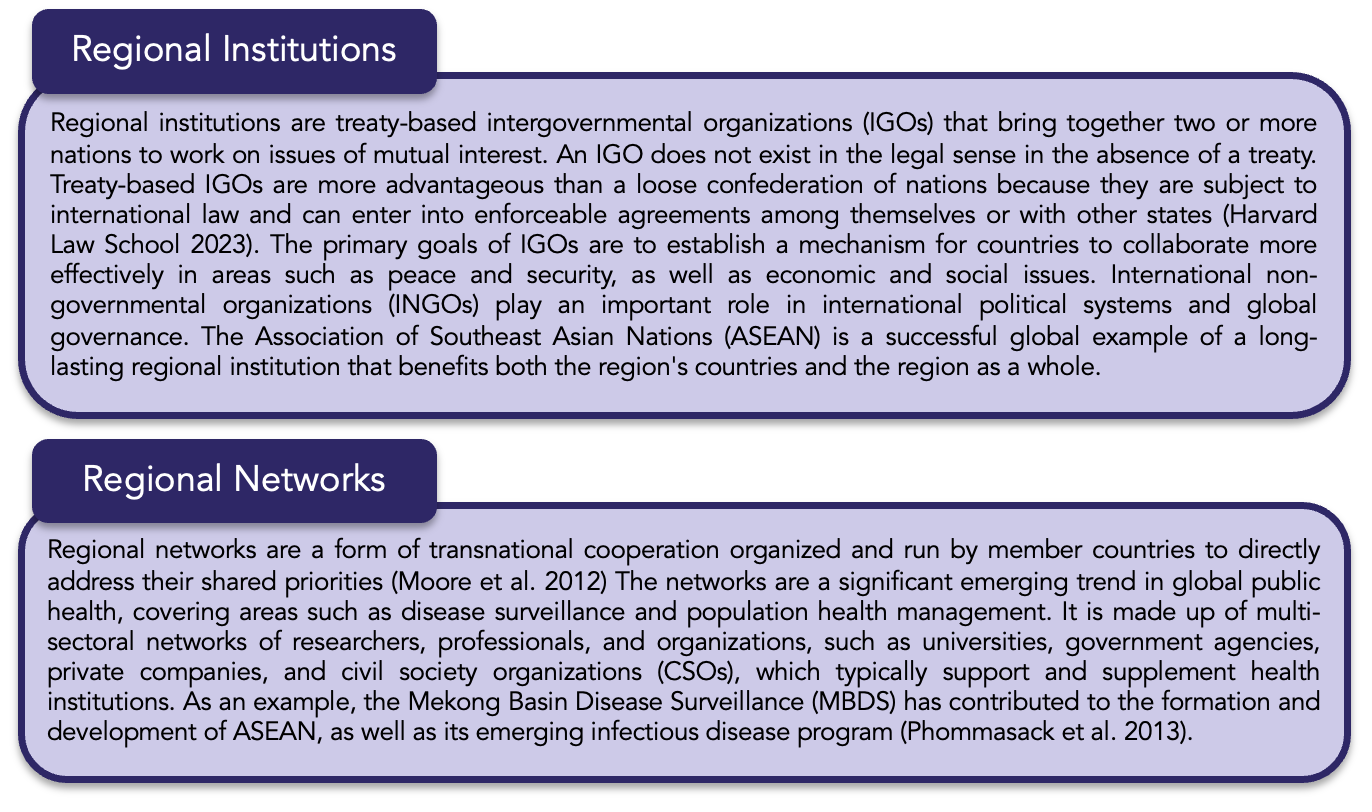 Regional Institutions
Regional institutions are treaty-based intergovernmental organizations (IGOs) that bring together two or more
nations to work on issues of mutual interest. An IGO does not exist in the legal sense in the absence of a treaty.
Treaty-based IGOs are more advantageous than a loose confederation of nations because they are subject to
international law and can enter into enforceable agreements among themselves or with other states (Harvard
Law School 2023). The primary goals of IGOs are to establish a mechanism for countries to collaborate more
effectively in areas such as peace and security, as well as economic and social issues. International non-
governmental organizations (INGOs) play an important role in international political systems and global
governance. The Association of Southeast Asian Nations (ASEAN) is a successful global example of a long-
lasting regional institution that benefits both the region's countries and the region as a whole.
Regional Networks
Regional networks are a form of transnational cooperation organized and run by member countries to directly
address their shared priorities (Moore et al. 2012) The networks are a significant emerging trend in global public
health, covering areas such as disease surveillance and population health management. It is made up of multi-
sectoral networks of researchers, professionals, and organizations, such as universities, government agencies,
private companies, and civil society organizations (CSOs), which typically support and supplement health
institutions. As an example, the Mekong Basin Disease Surveillance (MBDS) has contributed to the formation and
development of ASEAN, as well as its emerging infectious disease program (Phommasack et al. 2013).